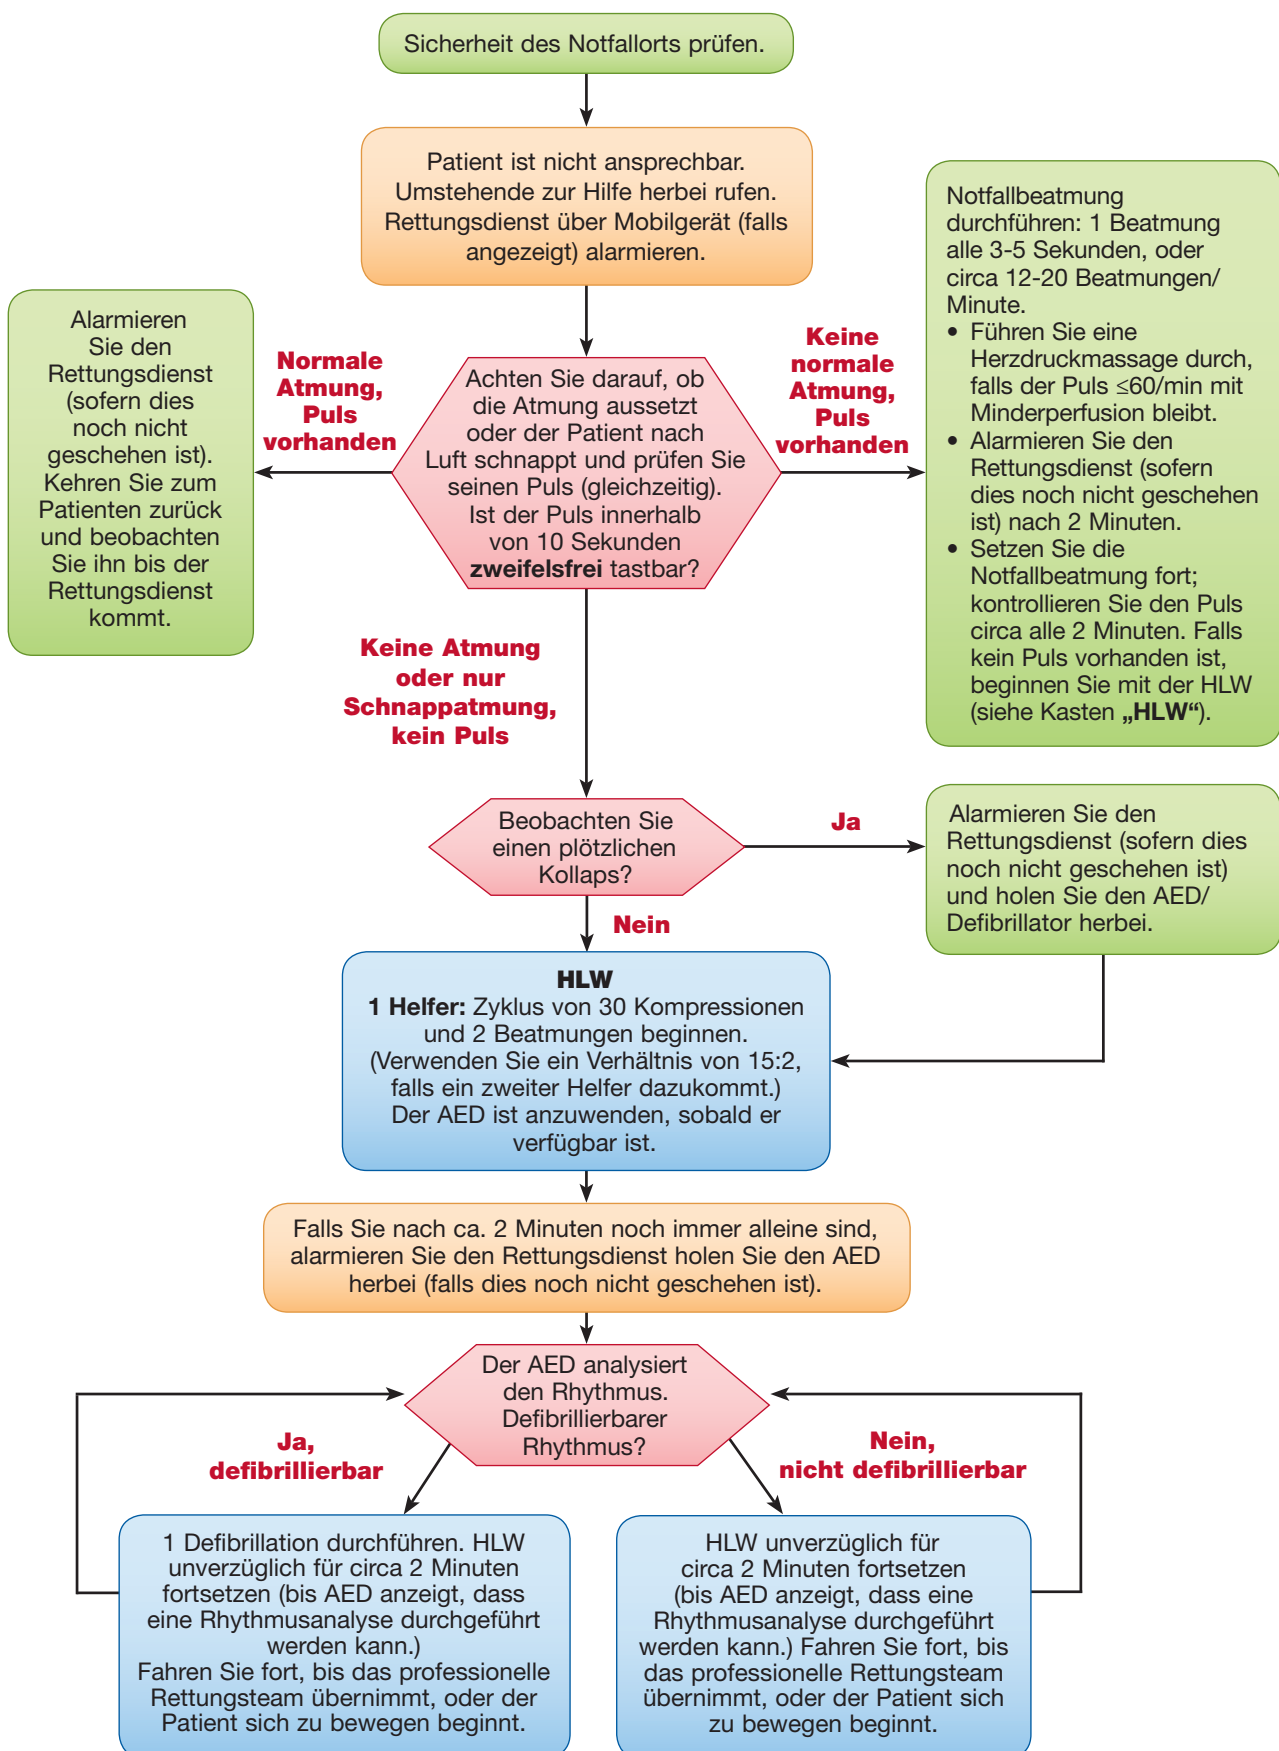 Sicherheit des Notfallorts prüfen.
Patient ist nicht ansprechbar.
Umstehende zur Hilfe herbei rufen.
Rettungsdienst über Mobilgerät (falls
angezeigt) alarmieren.
Alarmieren
Sie den
Rettungsdienst
(sofern dies
noch nicht
geschehen ist).
Kehren Sie zum
Patienten zurück
und beobachten
Sie ihn bis der
Rettungsdienst
kommt.
Normale
Atmung,
Puls
vorhanden
Achten Sie darauf, ob
die Atmung aussetzt
oder der Patient nach
Luft schnappt und prüfen Sie
seinen Puls (gleichzeitig).
Ist der Puls innerhalb
von 10 Sekunden
zweifelsfrei tastbar?
Keine
normale
Atmung,
Puls
vorhanden
Notfallbeatmung
durchführen: 1 Beatmung
alle 3-5 Sekunden, oder
circa 12-20 Beatmungen/
Minute.
• Führen Sie eine
Herzdruckmassage durch,
falls der Puls ≤60/min mit
Minderperfusion bleibt.
• Alarmieren Sie den
Rettungsdienst (sofern
dies noch nicht geschehen
ist) nach 2 Minuten.
• Setzen Sie die
Notfallbeatmung fort;
kontrollieren Sie den Puls
circa alle 2 Minuten. Falls
kein Puls vorhanden ist,
beginnen Sie mit der HLW
(siehe Kasten „HLW“).
Keine Atmung
oder nur
Schnappatmung,
kein Puls
Beobachten Sie
einen plötzlichen
Kollaps?
Ja
Alarmieren Sie den
Rettungsdienst (sofern dies
noch nicht geschehen ist)
und holen Sie den AED/
Defibrillator herbei.
Nein
HLW
1 Helfer: Zyklus von 30 Kompressionen
und 2 Beatmungen beginnen.
(Verwenden Sie ein Verhältnis von 15:2,
falls ein zweiter Helfer dazukommt.)
Der AED ist anzuwenden, sobald er
verfügbar ist.
Falls Sie nach ca. 2 Minuten noch immer alleine sind,
alarmieren Sie den Rettungsdienst holen Sie den AED
herbei (falls dies noch nicht geschehen ist).
Der AED analysiert
den Rhythmus.
Defibrillierbarer
Rhythmus?
Ja,
defibrillierbar
Nein,
nicht defibrillierbar
1 Defibrillation durchführen. HLW
unverzüglich für circa 2 Minuten
fortsetzen (bis AED anzeigt, dass
eine Rhythmusanalyse durchgeführt
werden kann.)
Fahren Sie fort, bis das professionelle
Rettungsteam übernimmt, oder der
Patient sich zu bewegen beginnt.
HLW unverzüglich für
circa 2 Minuten fortsetzen
(bis AED anzeigt, dass eine
Rhythmusanalyse durchgeführt
werden kann.) Fahren Sie fort, bis
das professionelle Rettungsteam
übernimmt, oder der Patient sich
zu bewegen beginnt.